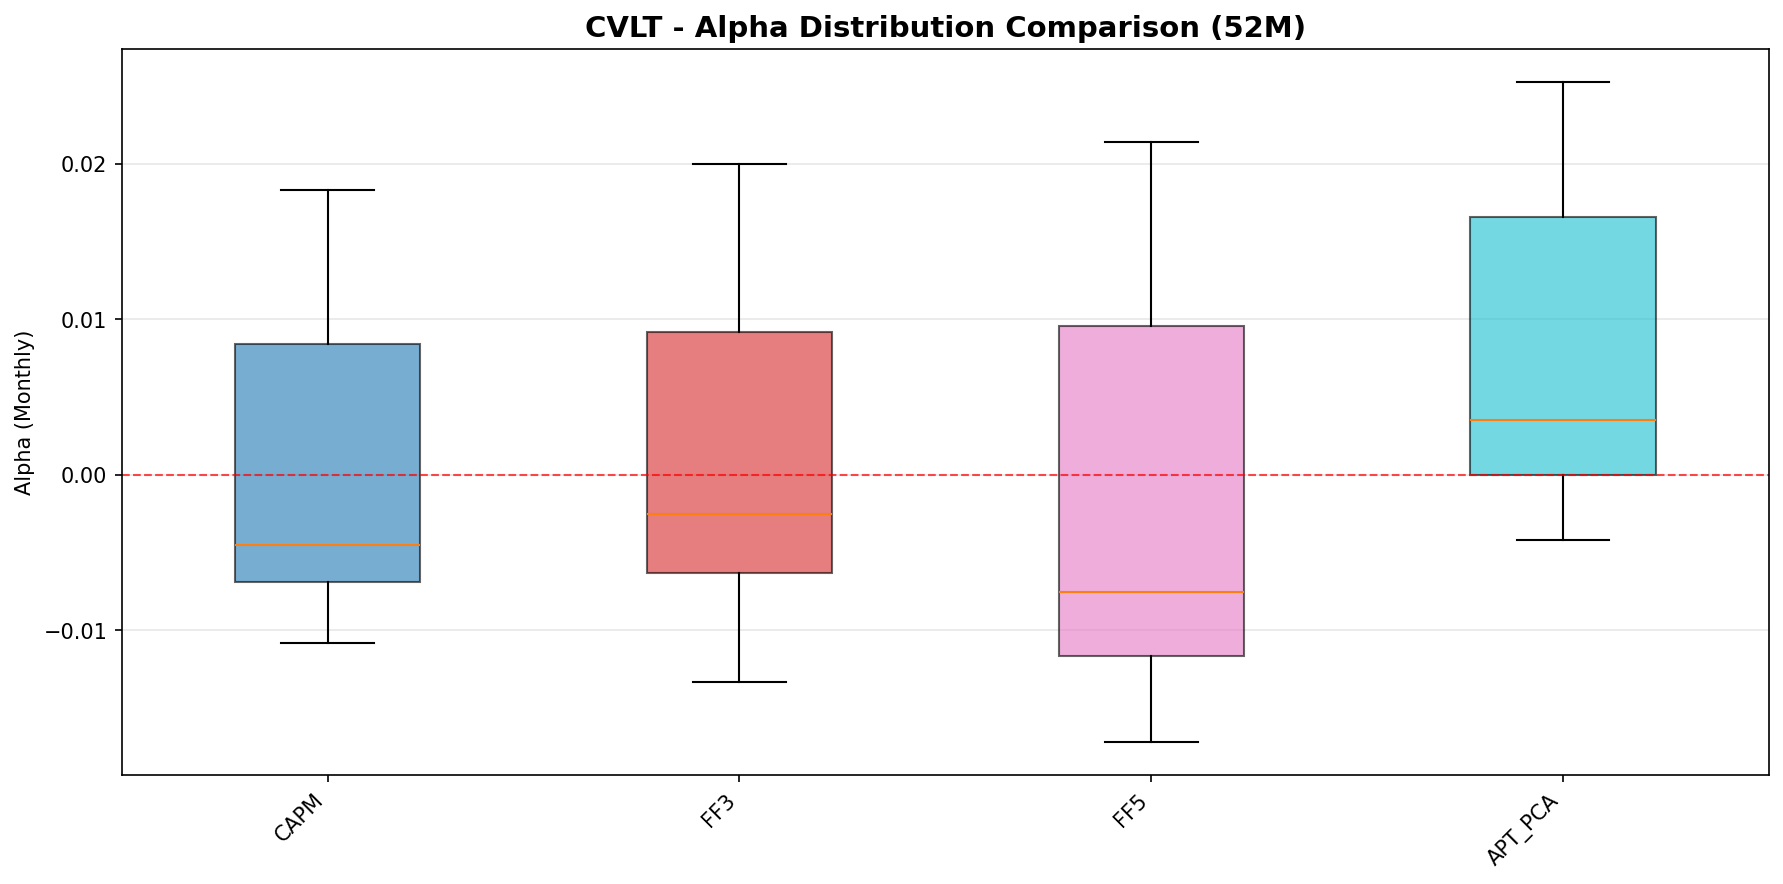 CVLT - Alpha Distribution Comparison (52M)
Alpha (Monthly)
0.02
0.01
0.00
−0.01
CAPM
FF3
FF5
APT_PCA